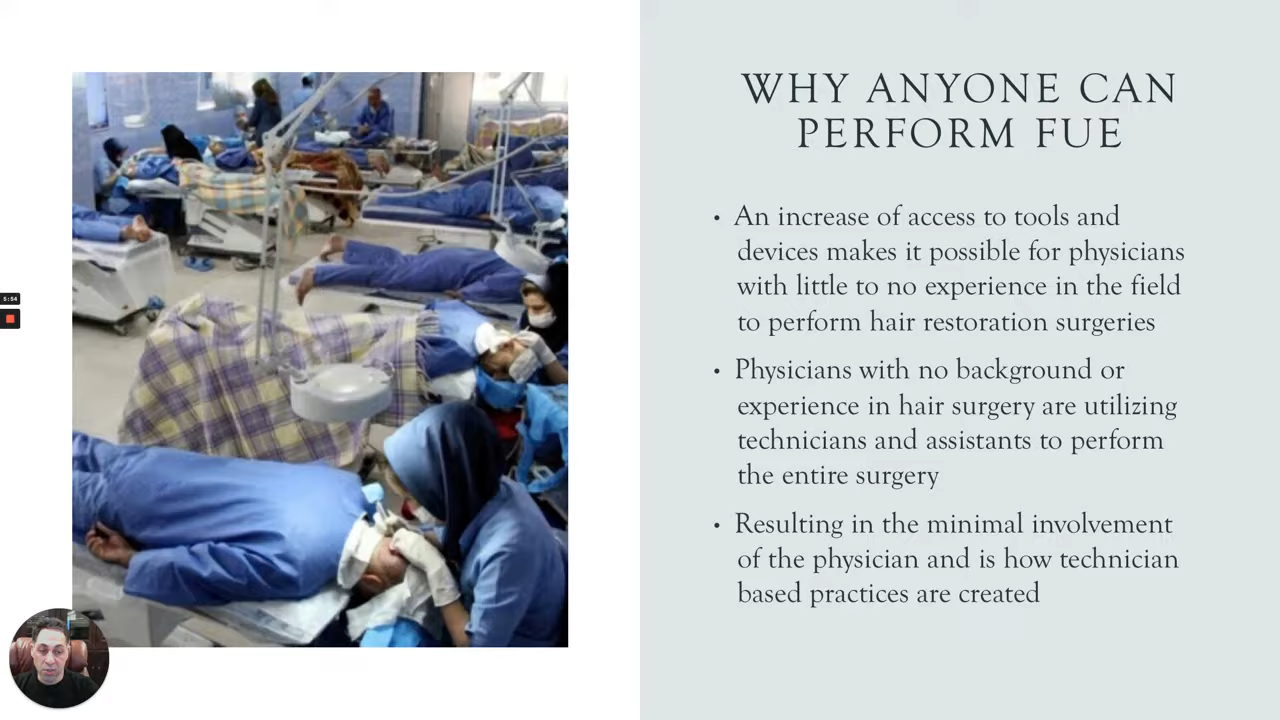 WHY ANYONE CAN
PERFORM FUE
• An increase of access to tools and
devices makes it possible for physicians
with little to no experience in the field
to perform hair restoration surgeries
• Physicians with no background or
experience in hair surgery are utilizing
technicians and assistants to perform
the entire surgery
• Resulting in the minimal involvement
of the physician and is how technician
based practices are created
5:54